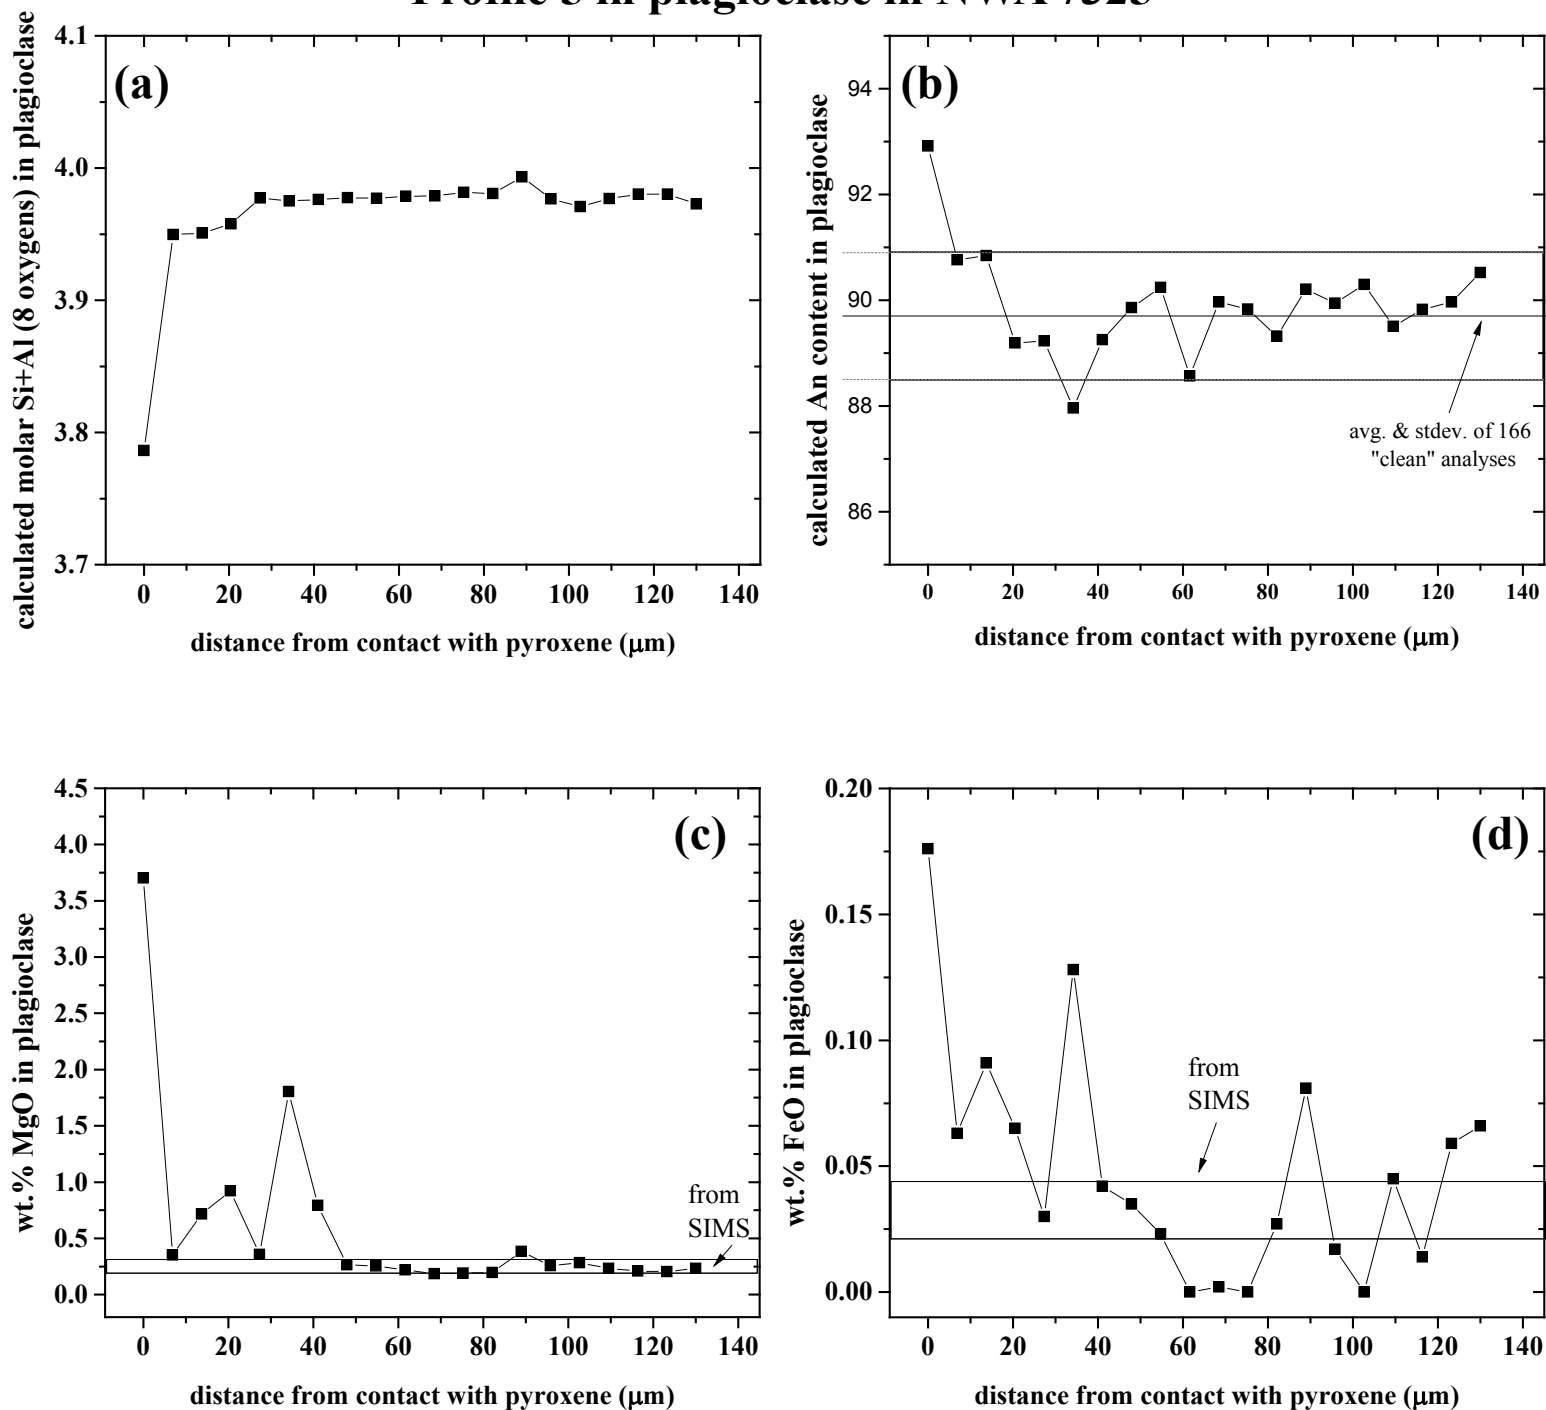 Profile in plagioclase in NWA
(a)
calculated molar Si+Al (8 oxygens) in plagioclase
4.1
4.0
3.9
3.8
3.7
0 20 40 60 80 100 120 140
distance from contact with pyroxene (μm)
(b)
calculated An content in plagioclase
94
92
90
88
86
avg. & stdev. of 166
"clean" analyses
0 20 40 60 80 100 120 140
distance from contact with pyroxene (μm)
(c)
wt.% MgO in plagioclase
4.5
4.0
3.5
3.0
2.5
2.0
1.5
1.0
0.5
0.0
from
SIMS
0 20 40 60 80 100 120 140
distance from contact with pyroxene (μm)
(d)
wt.% FeO in plagioclase
0.20
0.15
0.10
0.05
0.00
from
SIMS
0 20 40 60 80 100 120 140
distance from contact with pyroxene (μm)